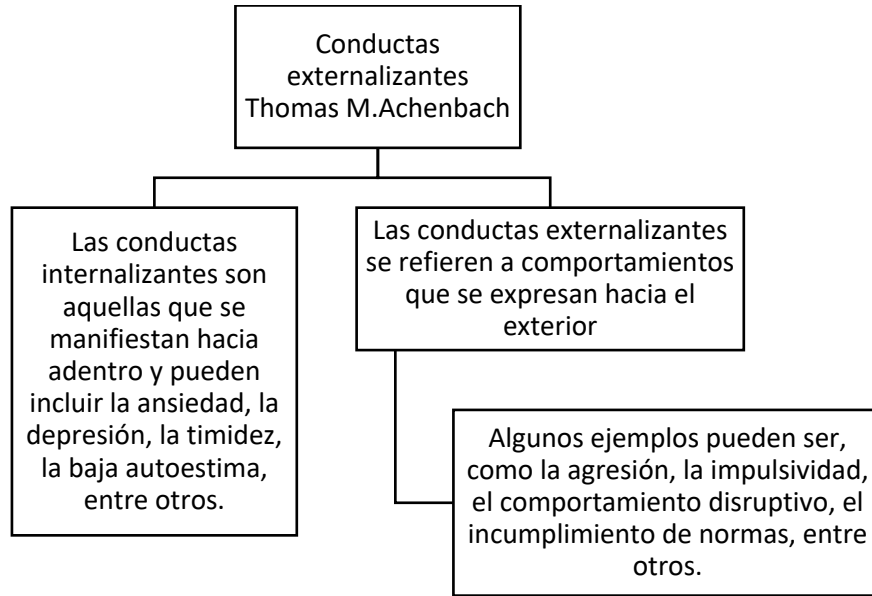 Conductas
externalizantes
Thomas M.Achenbach
Las conductas
internalizantes son
aquellas que se
manifiestan hacia
adentro y pueden
incluir la ansiedad, la
depresión, la timidez,
la baja autoestima,
entre otros.
Las conductas externalizantes
se refieren a comportamientos
que se expresan hacia el
exterior
Algunos ejemplos pueden ser,
como la agresión, la impulsividad,
el comportamiento disruptivo, el
incumplimiento de normas, entre
otros.